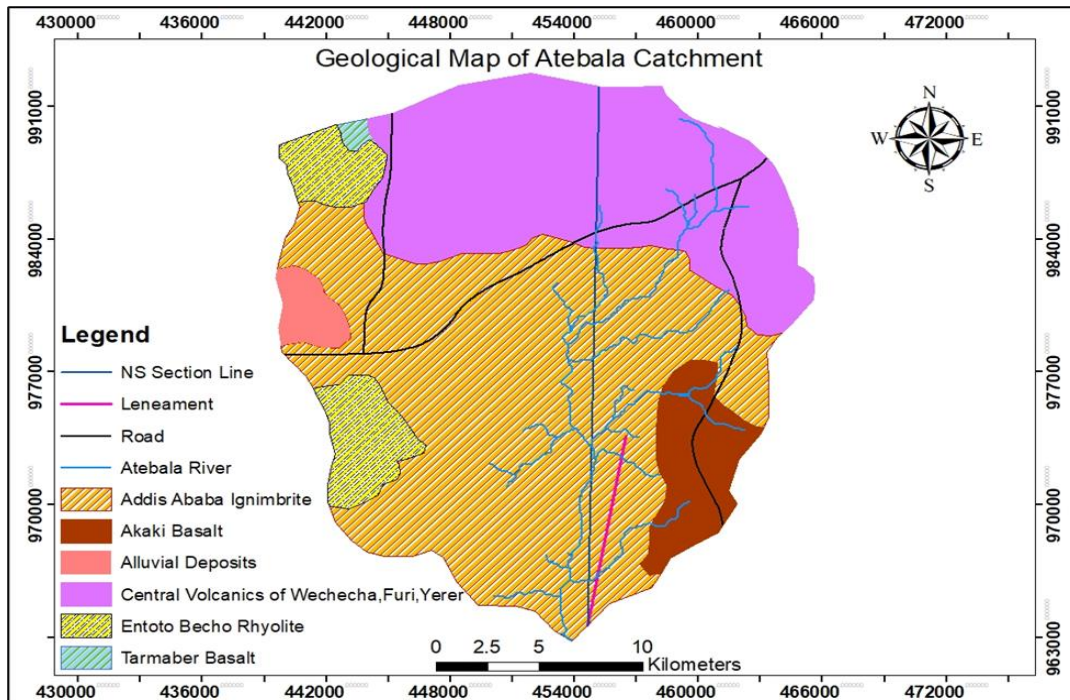 430000 436000 442000 448000 454000 460000 466000 472000
Geological Map of Atebala Catchment
991000 991000
N
W E
S
984000 984000
977000 977000
970000 970000
963000
Legend
NS Section Line
Leneament
Road
Atebala River
Addis Ababa Ignimbrite
Akaki Basalt
Alluvial Deposits
Central Volcanics of Wechecha,Furi,Yerer
Entoto Becho Rhyolite
Tarmaber Basalt
0 2.5 5 10
Kilometers
430000 436000 442000 448000 454000 460000 466000 472000